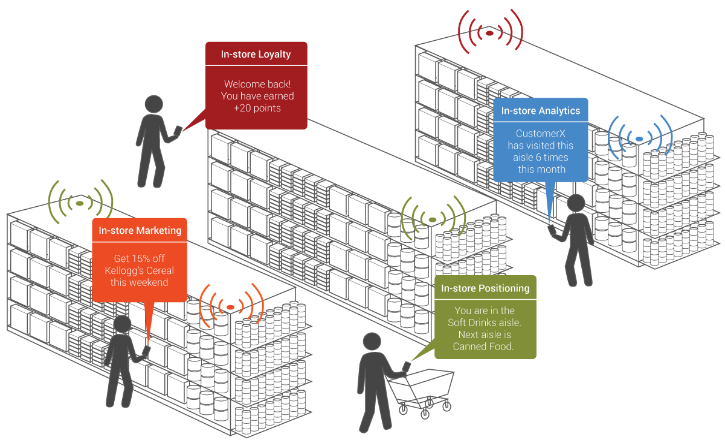 In-store Loyalty
Welcome back!
You have earned
+20 points
In-store Analytics
CustomerX
has visited this
aisle 6 times
this month
In-store Marketing
Get 15% off
Kellogg's Cereal
this weekend
In-store Positioning
You are in the
Soft Drinks aisle.
Next aisle is
Canned Food.